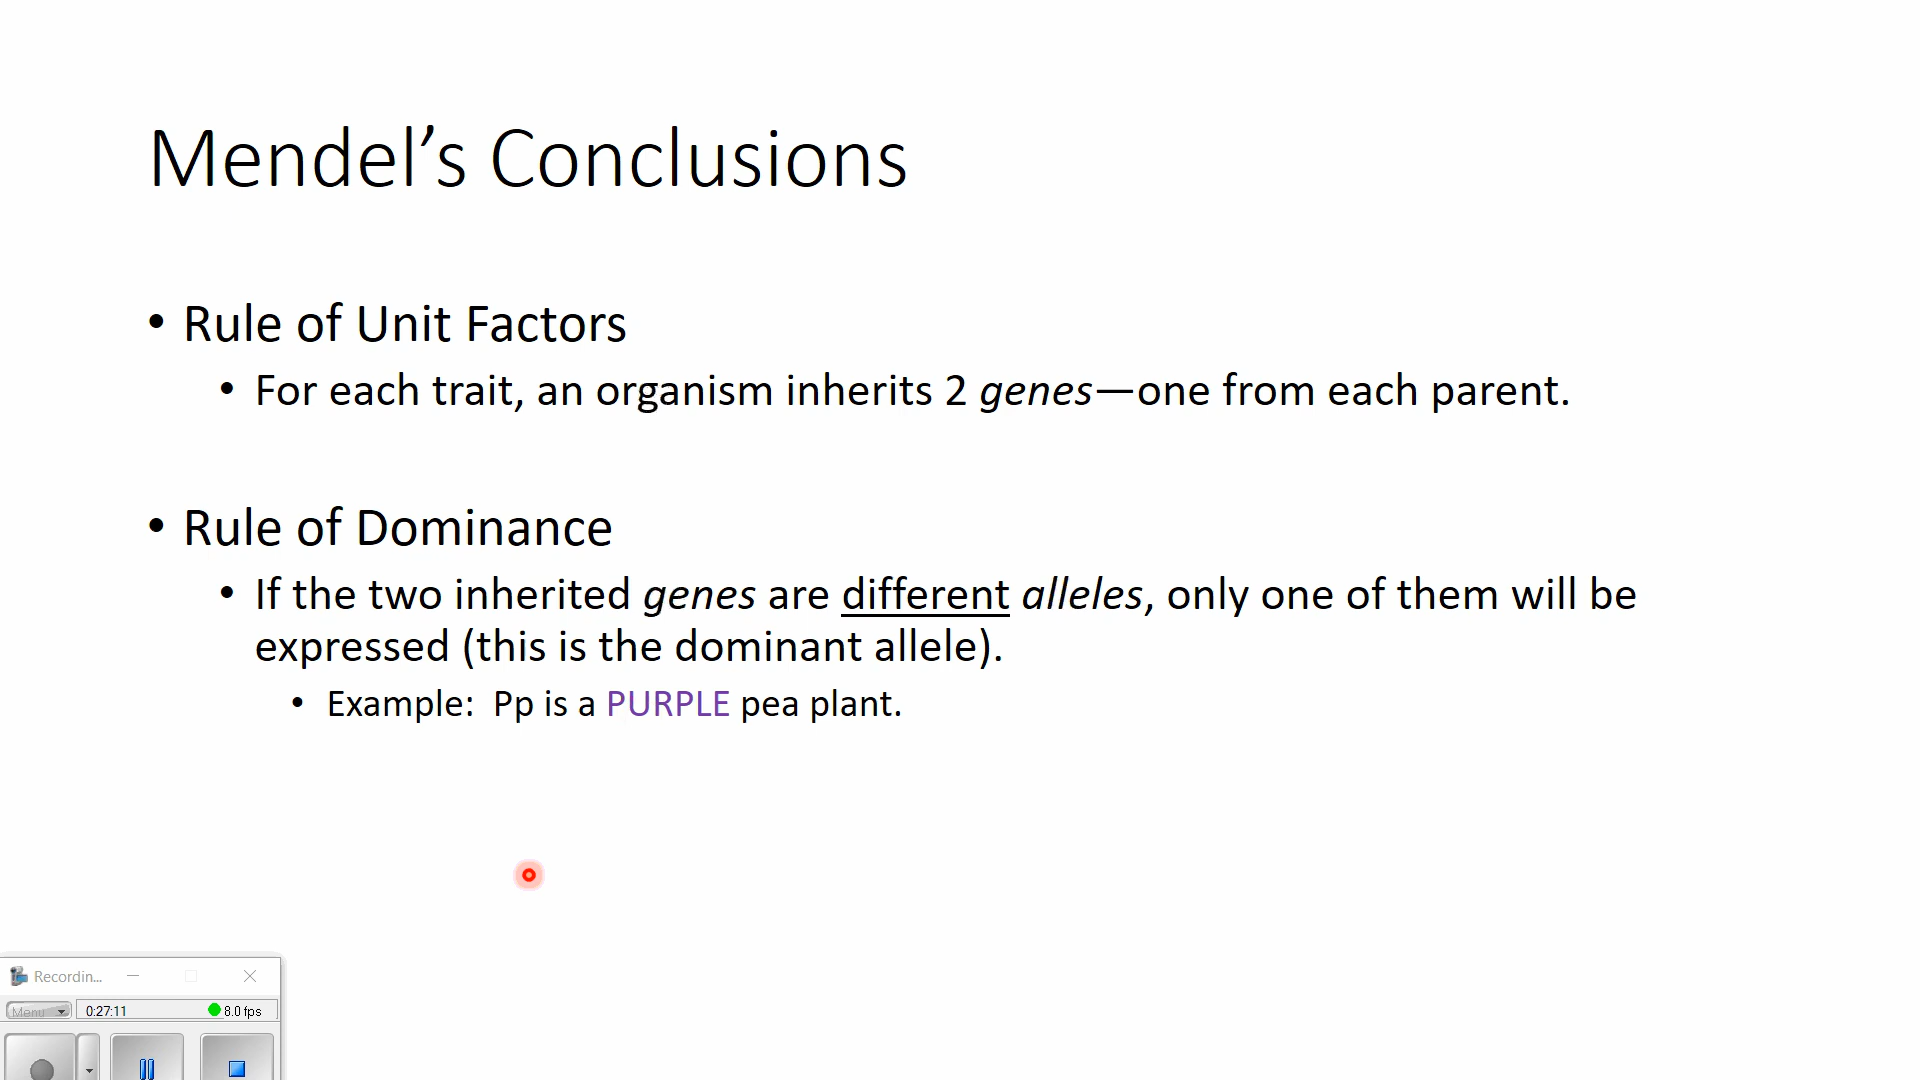 Mendel’s Conclusions
• Rule of Unit Factors
• For each trait, an organism inherits 2 genes—one from each parent.
• Rule of Dominance
• If the two inherited genes are different alleles, only one of them will be
expressed (this is the dominant allele).
• Example:  Pp is a PURPLE pea plant.
Recordin...
Menu
0:27:11
8.0 fps